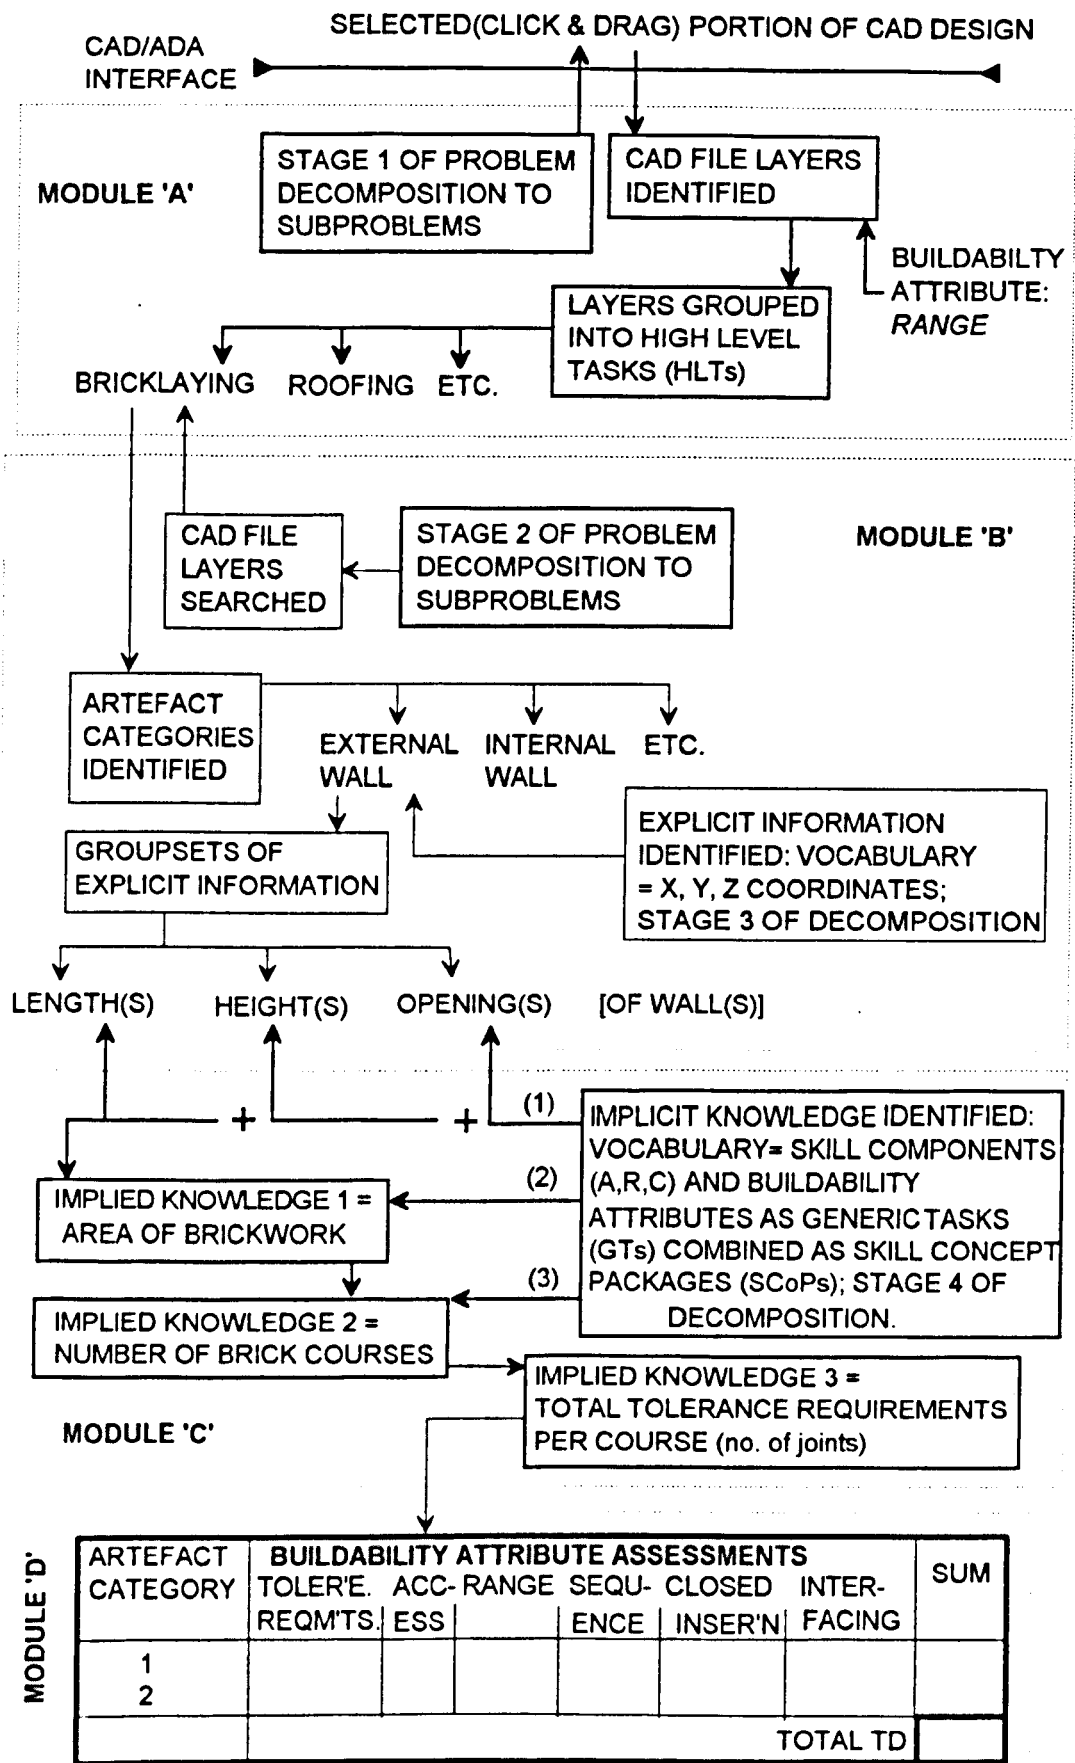 SELECTED(CLICK & DRAG) PORTION OF CAD DESIGN
CAD/ADA
INTERFACE
MODULE 'A'
STAGE 1 OF PROBLEM
DECOMPOSITION TO
SUBPROBLEMS
CAD FILE LAYERS
IDENTIFIED
BUILDABILTY
ATTRIBUTE:
RANGE
LAYERS GROUPED
INTO HIGH LEVEL
TASKS (HLTs)
BRICKLAYING ROOFING ETC.
CAD FILE
LAYERS
SEARCHED
STAGE 2 OF PROBLEM
DECOMPOSITION TO
SUBPROBLEMS
MODULE 'B'
ARTEFACT
CATEGORIES
IDENTIFIED
EXTERNAL
WALL
INTERNAL
WALL
ETC.
GROUPSETS OF
EXPLICIT INFORMATION
EXPLICIT INFORMATION
IDENTIFIED: VOCABULARY
= X, Y, Z COORDINATES;
STAGE 3 OF DECOMPOSITION
LENGTH(S) HEIGHT(S) OPENING(S) [OF WALL(S)]
+ + (1)
(2)
(3)
IMPLICIT KNOWLEDGE IDENTIFIED:
VOCABULARY= SKILL COMPONENTS
(A,R,C) AND BUILDABILITY
ATTRIBUTES AS GENERIC TASKS
(GTs) COMBINED AS SKILL CONCEPT
PACKAGES (SCoPs); STAGE 4 OF
DECOMPOSITION.
IMPLIED KNOWLEDGE 1 =
AREA OF BRICKWORK
IMPLIED KNOWLEDGE 2 =
NUMBER OF BRICK COURSES
IMPLIED KNOWLEDGE 3 =
TOTAL TOLERANCE REQUIREMENTS
PER COURSE (no. of joints)
MODULE 'C'
MODULE 'D'
ARTEFACT
CATEGORY
BUILDABILITY ATTRIBUTE ASSESSMENTS
TOLER'E. ACC- RANGE SEQU- CLOSED INTER-
REQM'TS. ESS ENCE INSER'N FACING
SUM
1
2
TOTAL TD